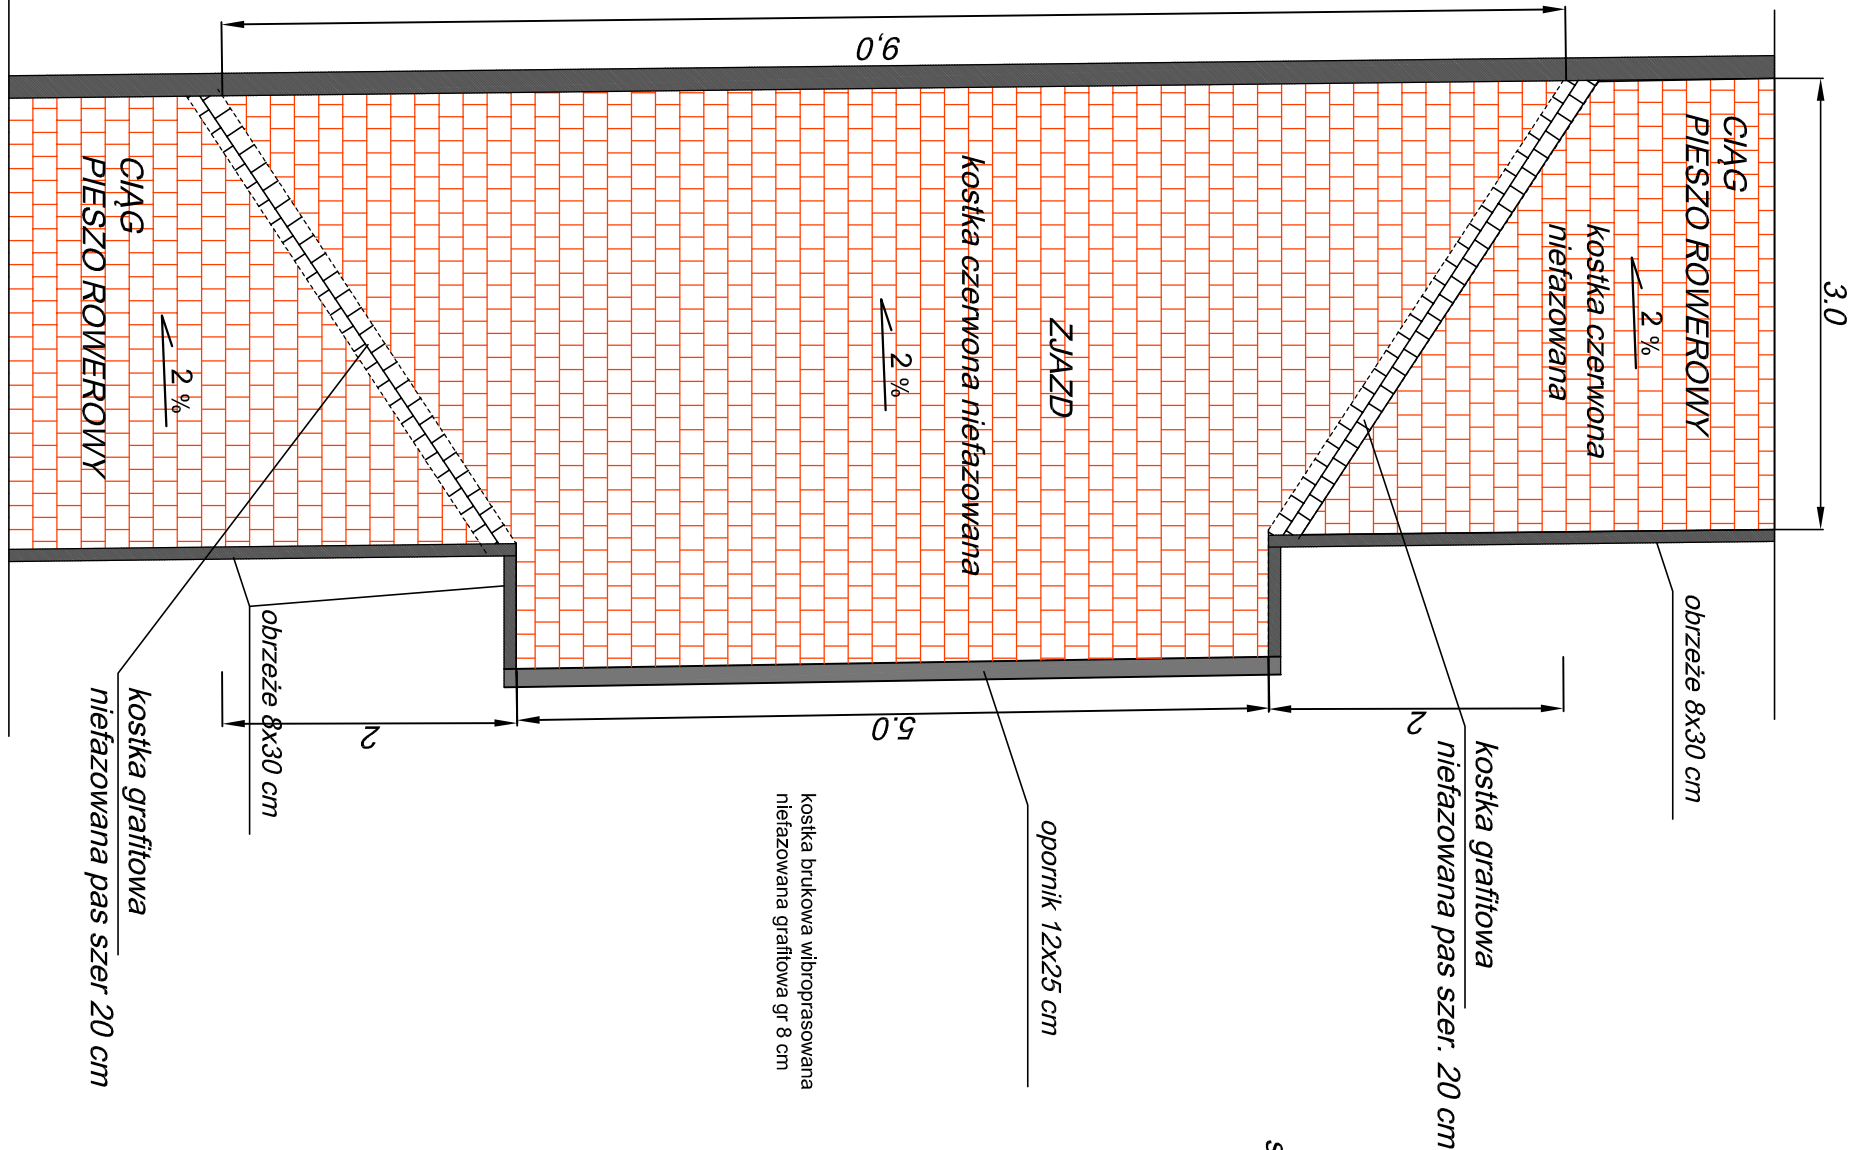 9,0
3.0
CIĄG
PIESZO ROWEROWY
2 %
kostka czerwona
niefazowana
ZJAZD
kostka czerwona niefazowana
2 %
CIĄG
PIESZO ROWEROWY
2 %
obrzeże 8x30 cm
2
5.0
2
obrzeże 8x30 cm
kostka grafitowa
niefazowana pas szer. 20 cm
opornik 12x25 cm
kostka brukowa wibroprasowana
niefazowana grafitowa gr 8 cm
kostka grafitowa
niefazowana pas szer 20 cm